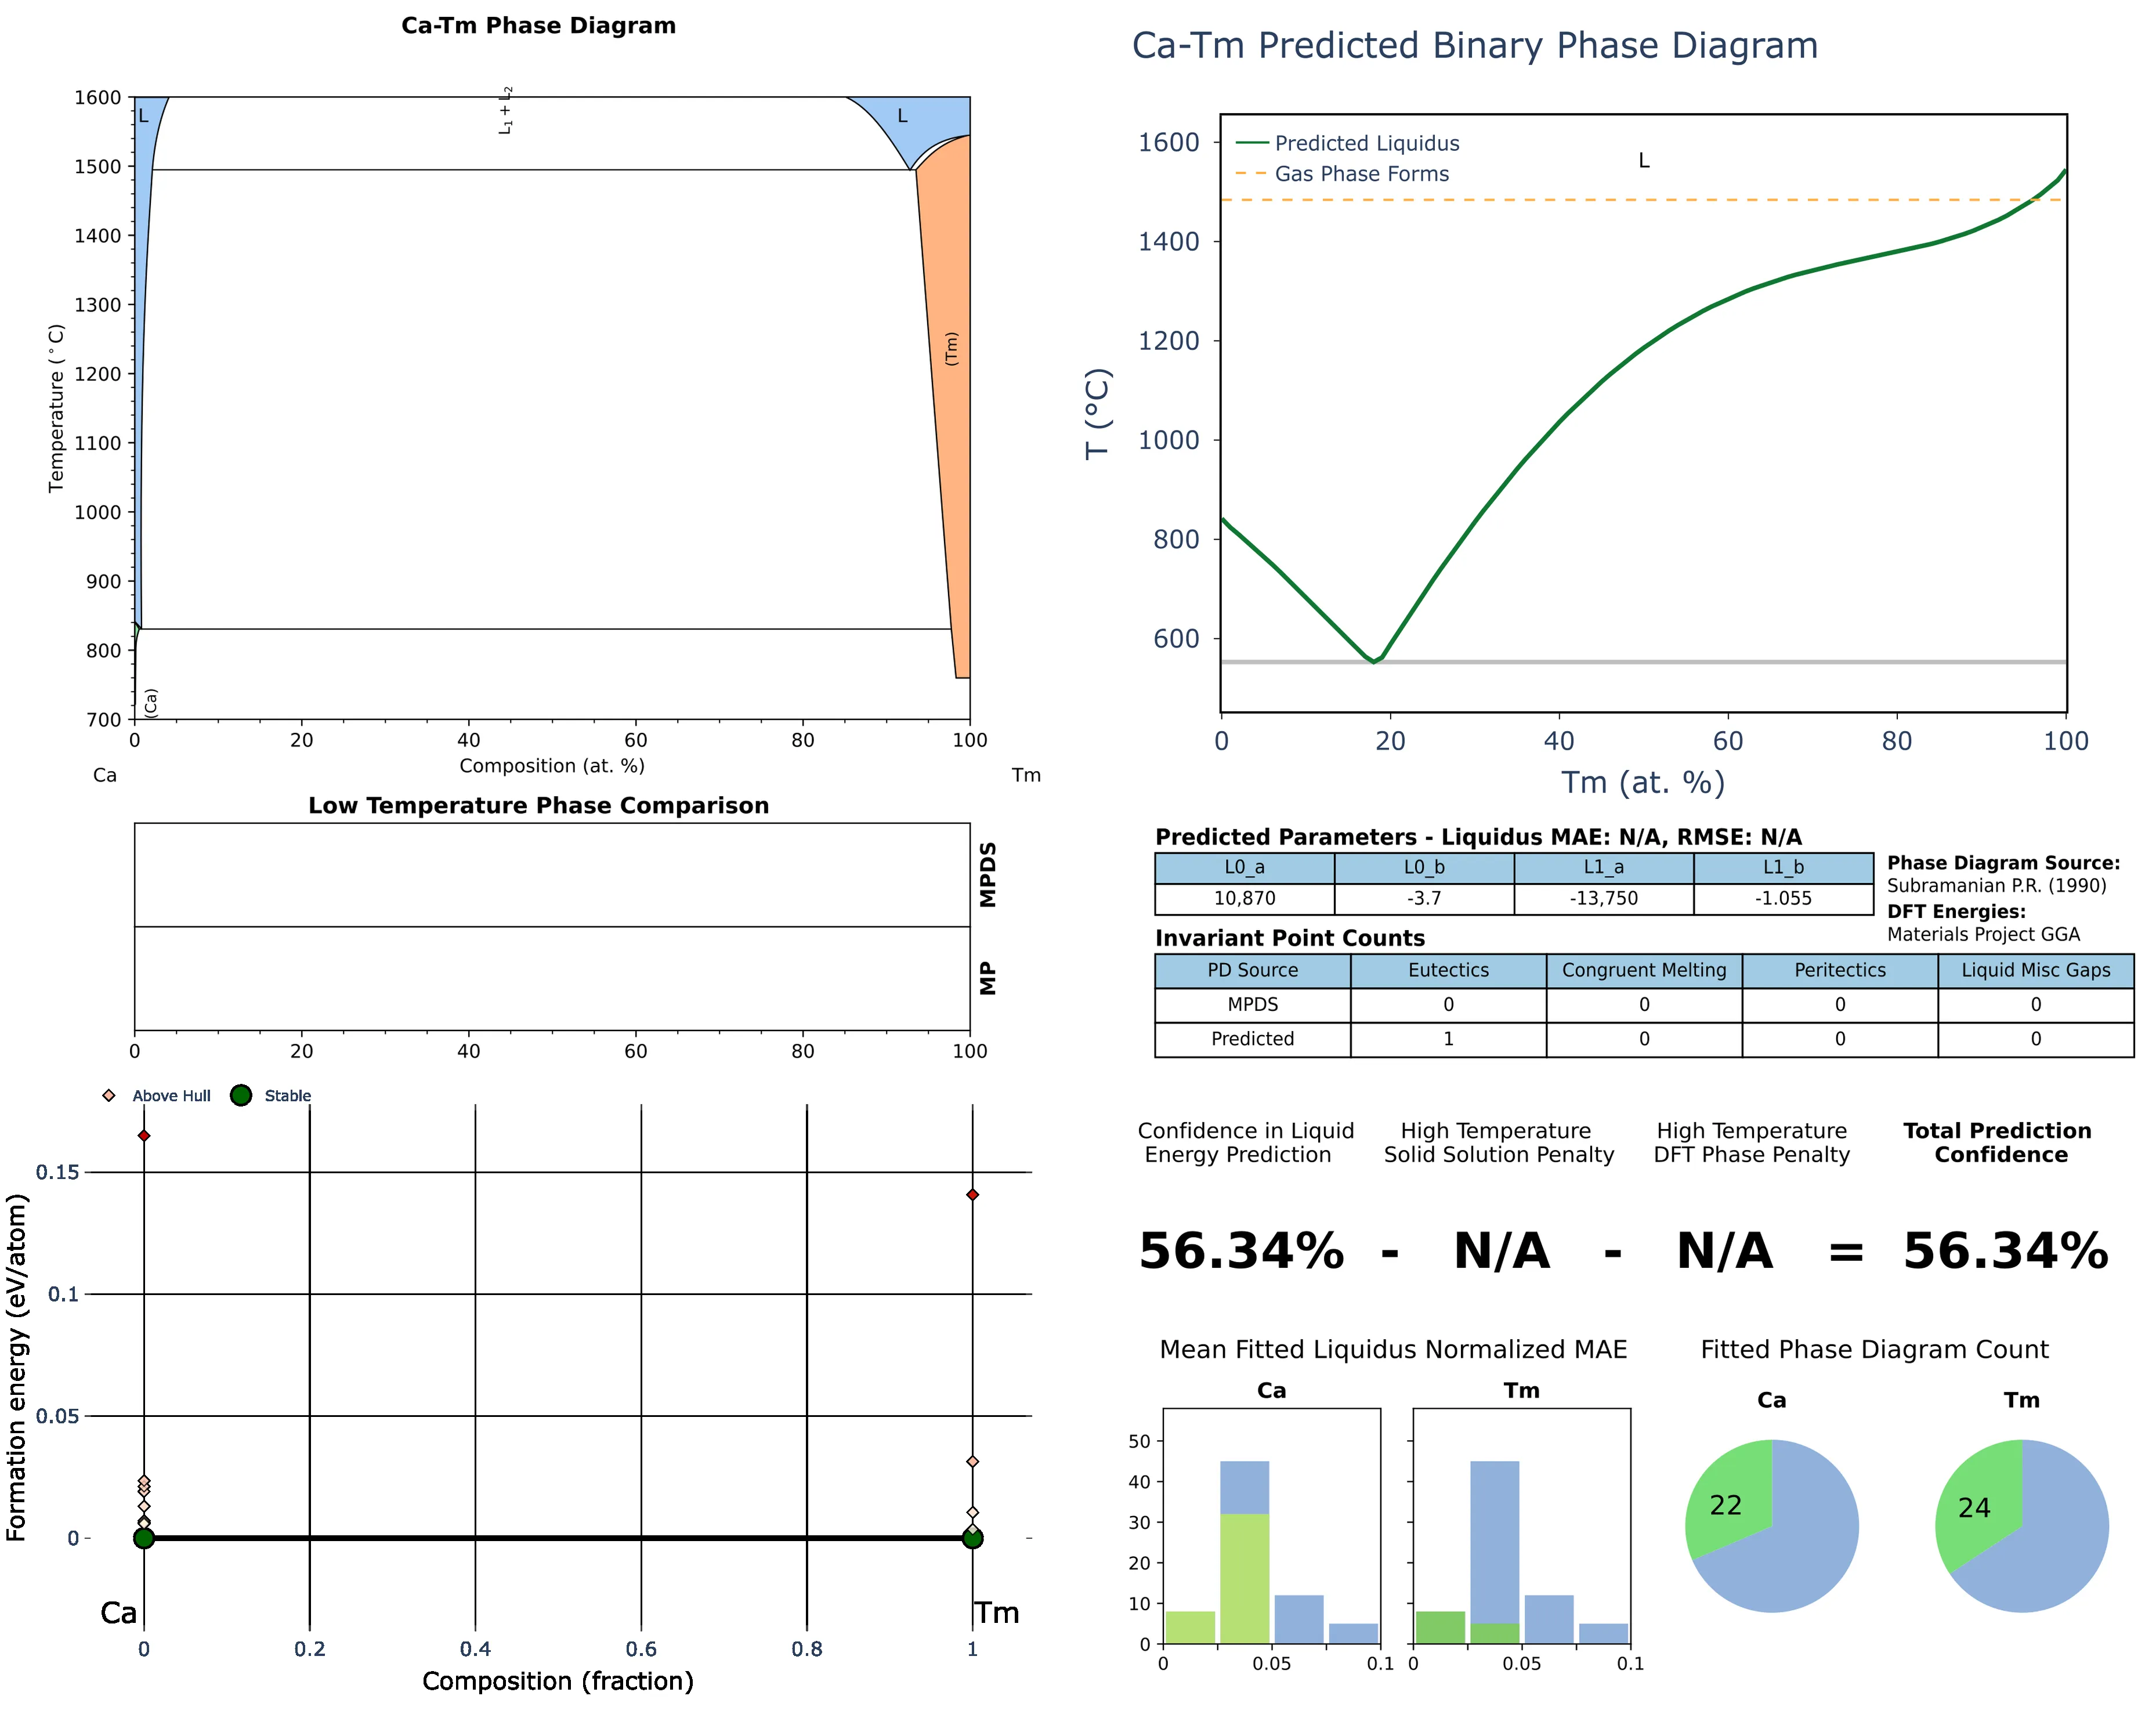 Ca-Tm Phase Diagram
1600
1500
1400
1300
1200
1100
1000
900
800
700
Temperature (°C)
L
L1 + L2
L
(Tm)
(Ca)
0 20 40 60 80 100
Composition (at. %)
Ca Tm
Low Temperature Phase Comparison
MPDS
MP
0 20 40 60 80 100
Above Hull Stable
0.15
0.1
0.05
0
Formation energy (eV/atom)
Ca Tm
0 0.2 0.4 0.6 0.8 1
Composition (fraction)
Ca-Tm Predicted Binary Phase Diagram
1600
1400
1200
1000
800
600
T (°C)
Predicted Liquidus
Gas Phase Forms
L
0 20 40 60 80 100
Tm (at. %)
Predicted Parameters - Liquidus MAE: N/A, RMSE: N/A
L0_a L0_b L1_a L1_b
10,870 -3.7 -13,750 -1.055
Phase Diagram Source:
Subramanian P.R. (1990)
DFT Energies:
Materials Project GGA
Invariant Point Counts
PD Source Eutectics Congruent Melting Peritectics Liquid Misc Gaps
MPDS 0 0 0 0
Predicted 1 0 0 0
Confidence in Liquid
Energy Prediction
High Temperature
Solid Solution Penalty
High Temperature
DFT Phase Penalty
Total Prediction
Confidence
56.34% - N/A - N/A = 56.34%
Mean Fitted Liquidus Normalized MAE
Ca Tm
50
40
30
20
10
0
0 0.05 0.1 0 0.05 0.1
Fitted Phase Diagram Count
Ca Tm
22 24